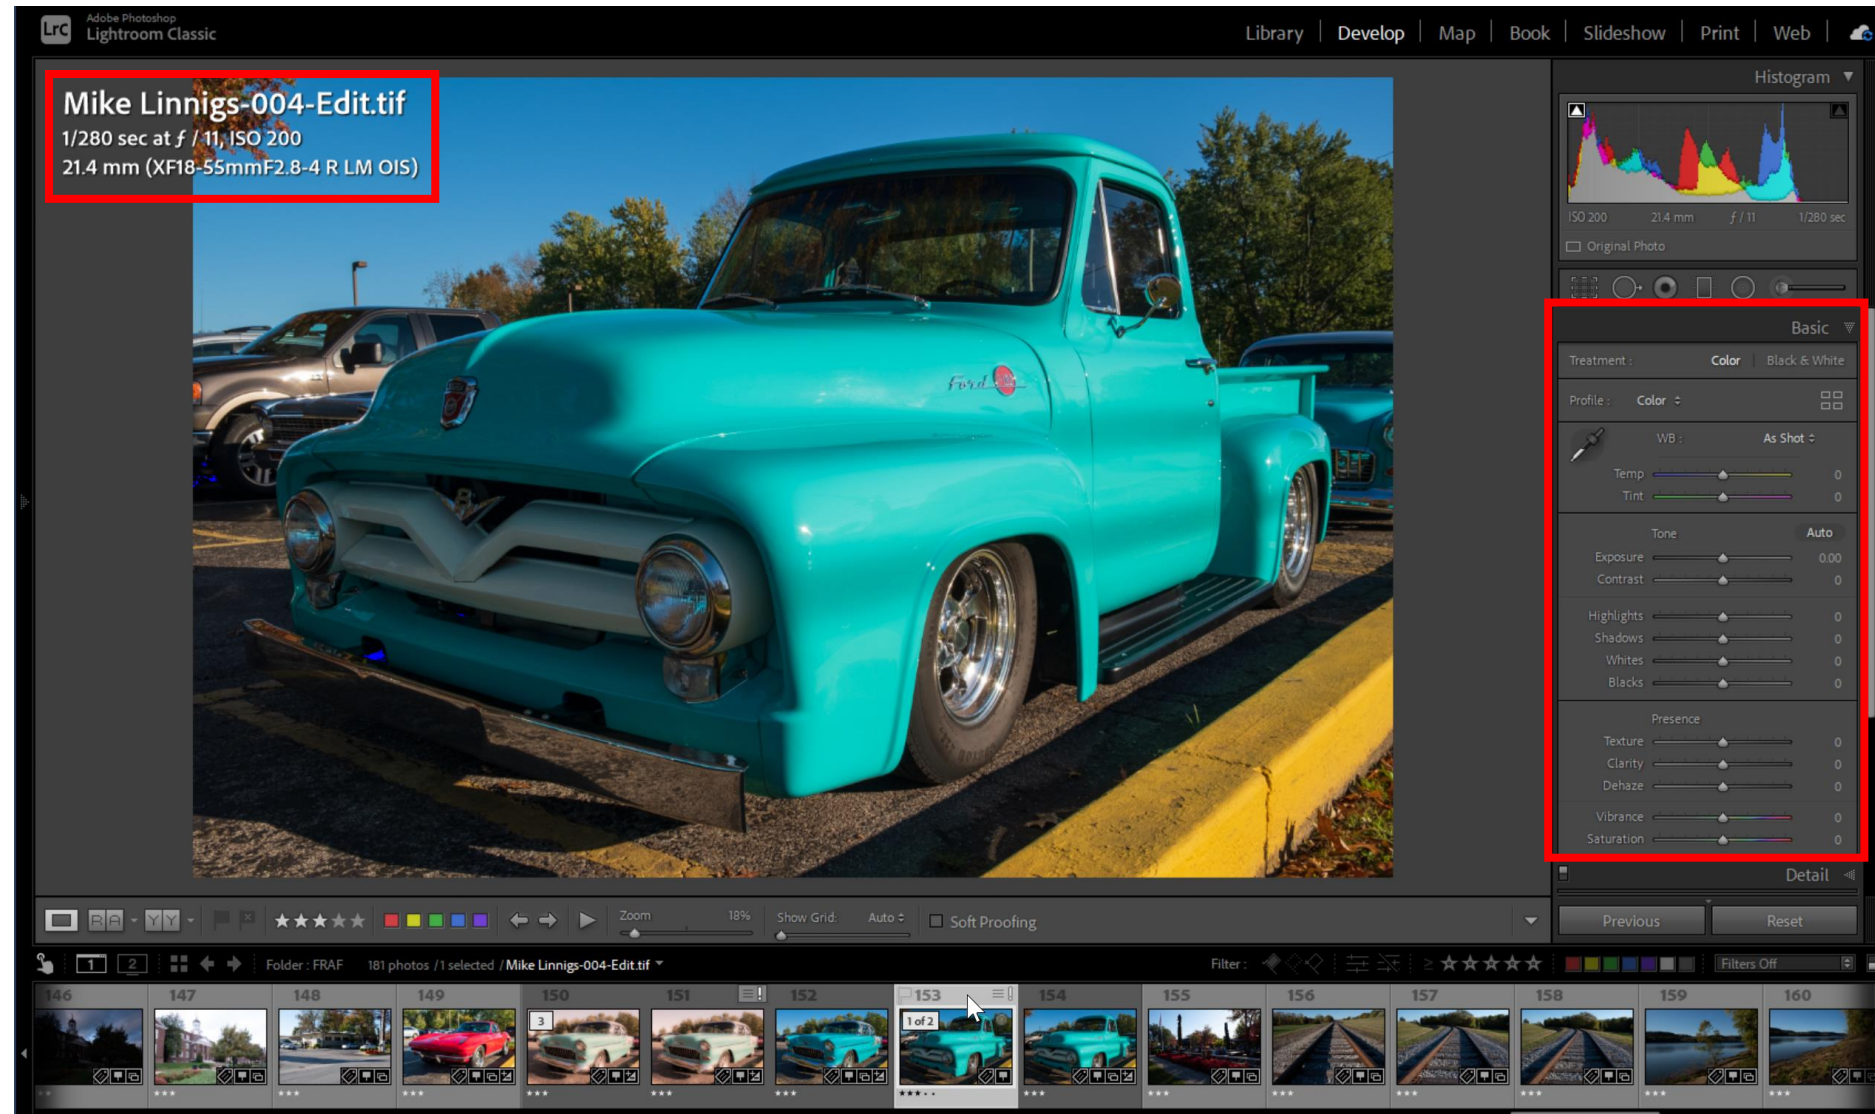 LrC
Adobe Photoshop
Lightroom Classic
Library | Develop | Map | Book | Slideshow | Print | Web |
Mike Linnigs-004-Edit.tif
1/280 sec at ƒ / 11, ISO 200
21.4 mm (XF18-55mmF2.8-4 R LM OIS)
Histogram
ISO 200 21.4 mm ƒ / 11 1/280 sec
Original Photo
Basic
Treatment : Color | Black & White
Profile : Color
WB : As Shot
Temp 0
Tint 0
Tone Auto
Exposure 0.00
Contrast 0
Highlights 0
Shadows 0
Whites 0
Blacks 0
Presence
Texture 0
Clarity 0
Dehaze 0
Vibrance 0
Saturation 0
Detail
Previous Reset
Ford
8
R A Y Y Zoom 18% Show Grid: Auto Soft Proofing
1 2 Folder : FRAF 181 photos / 1 selected / Mike Linnigs-004-Edit.tif Filter : Filters Off
146 147 148 149 150 151 152 153 154 155 156 157 158 159 160
3 1 of 2